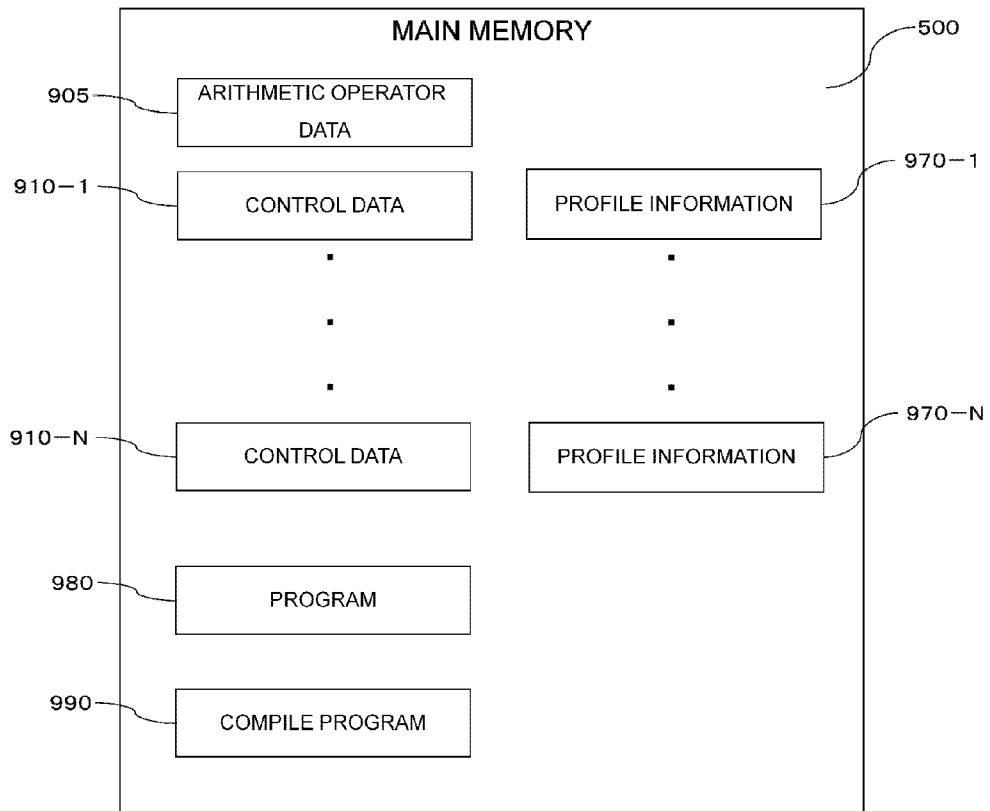 MAIN MEMORY
500
905
ARITHMETIC OPERATOR
DATA
910-1
CONTROL DATA
PROFILE INFORMATION
970-1
910-N
CONTROL DATA
PROFILE INFORMATION
970-N
980
PROGRAM
990
COMPILE PROGRAM